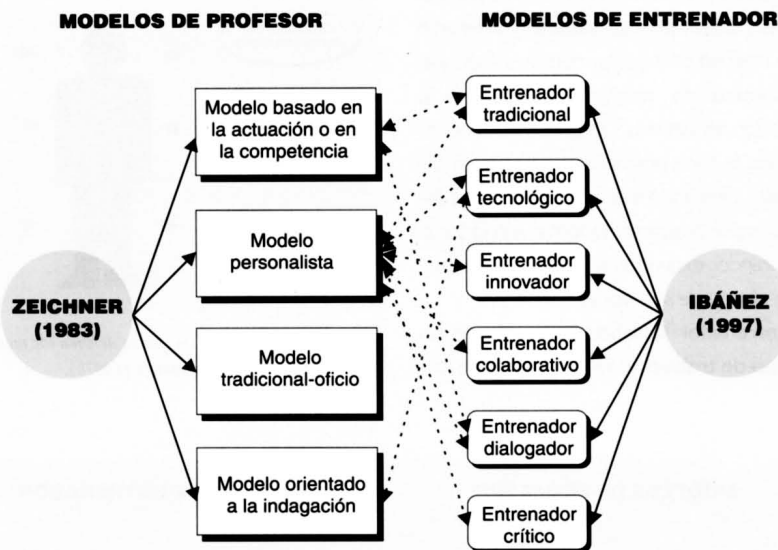 MODELOS DE PROFESOR
MODELOS DE ENTRENADOR
ZEICHNER
(1983)
Modelo basado en
la actuación o en
la competencia
Modelo
personalista
Modelo
tradicional-oficio
Modelo orientado
a la indagación
Entrenador
tradicional
Entrenador
tecnológico
Entrenador
innovador
Entrenador
colaborativo
Entrenador
dialogador
Entrenador
crítico
IBÁÑEZ
(1997)